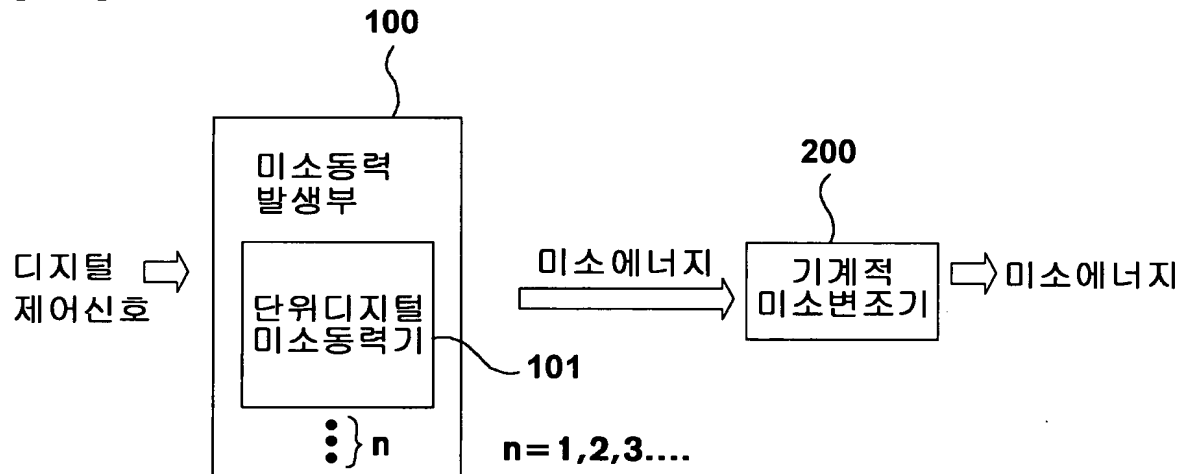 100
미소동력
발생부
200
디지털
제어신호
단위디지털
미소동력기
101
미소에너지
기계적
미소변조기
미소에너지
n
n=1,2,3....